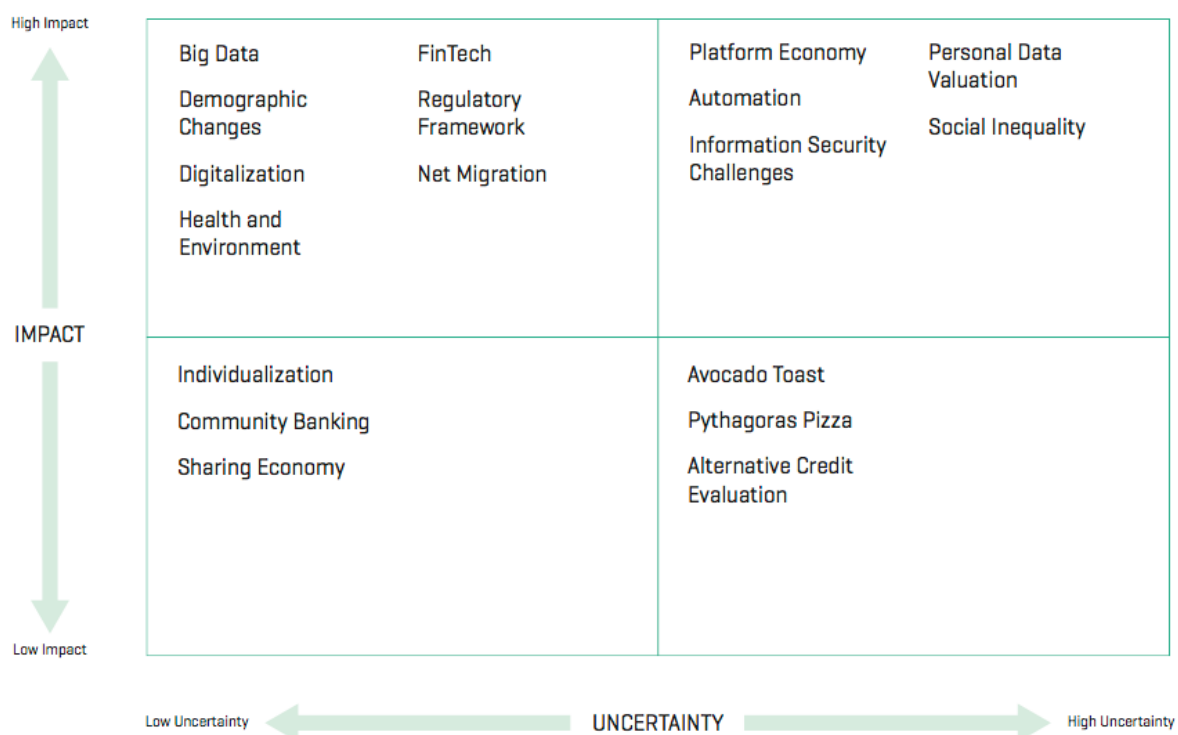 High Impact
Big Data
Demographic
Changes
Digitalization
Health and
Environment
FinTech
Regulatory
Framework
Net Migration
Platform Economy
Automation
Information Security
Challenges
Personal Data
Valuation
Social Inequality
IMPACT
Individualization
Community Banking
Sharing Economy
Avocado Toast
Pythagoras Pizza
Alternative Credit
Evaluation
Low Impact
Low Uncertainty
UNCERTAINTY
High Uncertainty